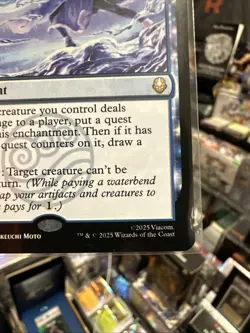 nt
creature you control deals
age to a player, put a quest
his enchantment. Then if it has
quest counters on it, draw a
: Target creature can't be
turn. (While paying a waterbend
ap your artifacts and creatures to
e pays for 1.)
KEUCHI MOTO
©2025 Viacom.
™ & © 2025 Wizards of the Coast